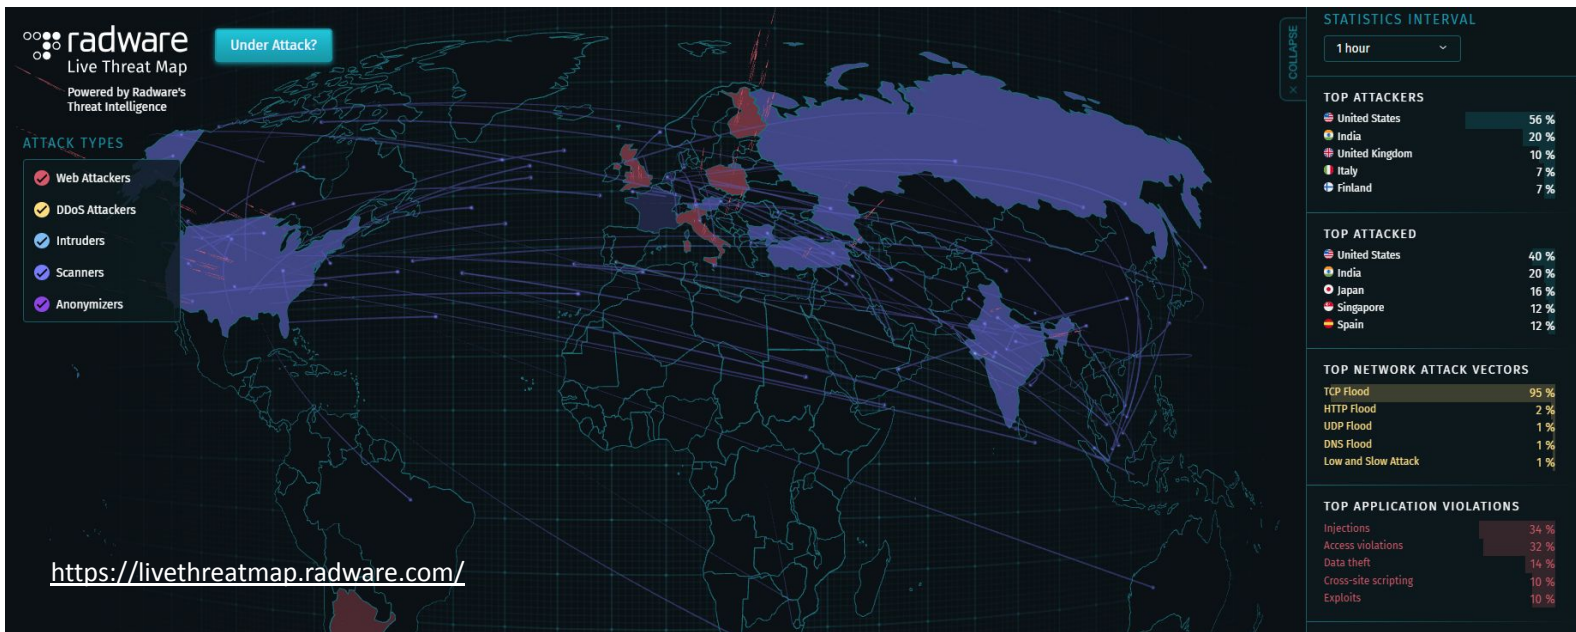 radware
Live Threat Map
Powered by Radware's
Threat Intelligence
Under Attack?
ATTACK TYPES
Web Attackers
DDoS Attackers
Intruders
Scanners
Anonymizers
https://livethreatmap.radware.com/
× COLLAPSE
STATISTICS INTERVAL
1 hour
TOP ATTACKERS
United States 56 %
India 20 %
United Kingdom 10 %
Italy 7 %
Finland 7 %
TOP ATTACKED
United States 40 %
India 20 %
Japan 16 %
Singapore 12 %
Spain 12 %
TOP NETWORK ATTACK VECTORS
TCP Flood 95 %
HTTP Flood 2 %
UDP Flood 1 %
DNS Flood 1 %
Low and Slow Attack 1 %
TOP APPLICATION VIOLATIONS
Injections 34 %
Access violations 32 %
Data theft 14 %
Cross-site scripting 10 %
Exploits 10 %